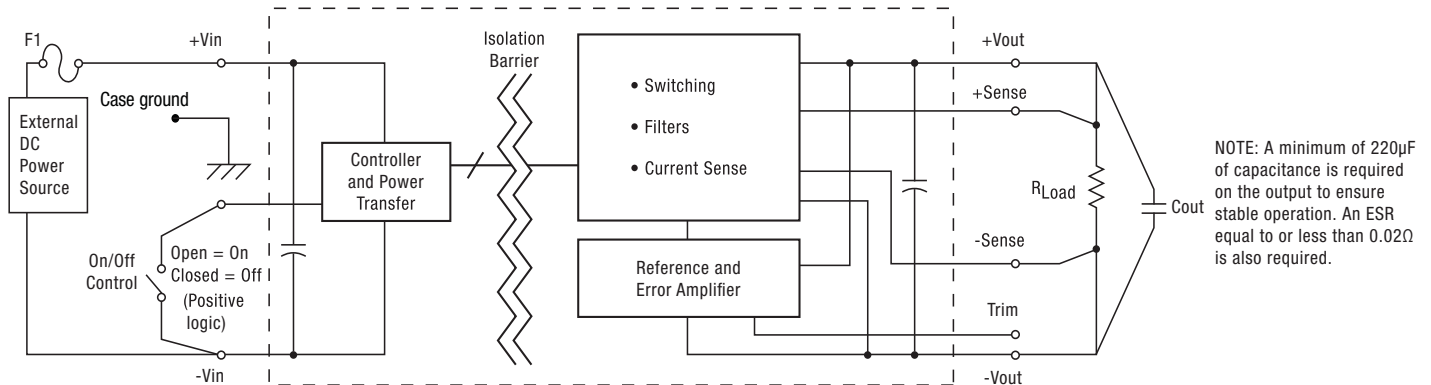 F1
+Vin
Case ground
External
DC
Power
Source
On/Off
Control
Open = On
Closed = Off
(Positive
logic)
-Vin
Controller
and Power
Transfer
Isolation
Barrier
• Switching
• Filters
• Current Sense
Reference and
Error Amplifier
+Vout
+Sense
RLoad
-Sense
Trim
-Vout
Cout
NOTE: A minimum of 220µF
of capacitance is required
on the output to ensure
stable operation. An ESR
equal to or less than 0.02Ω
is also required.